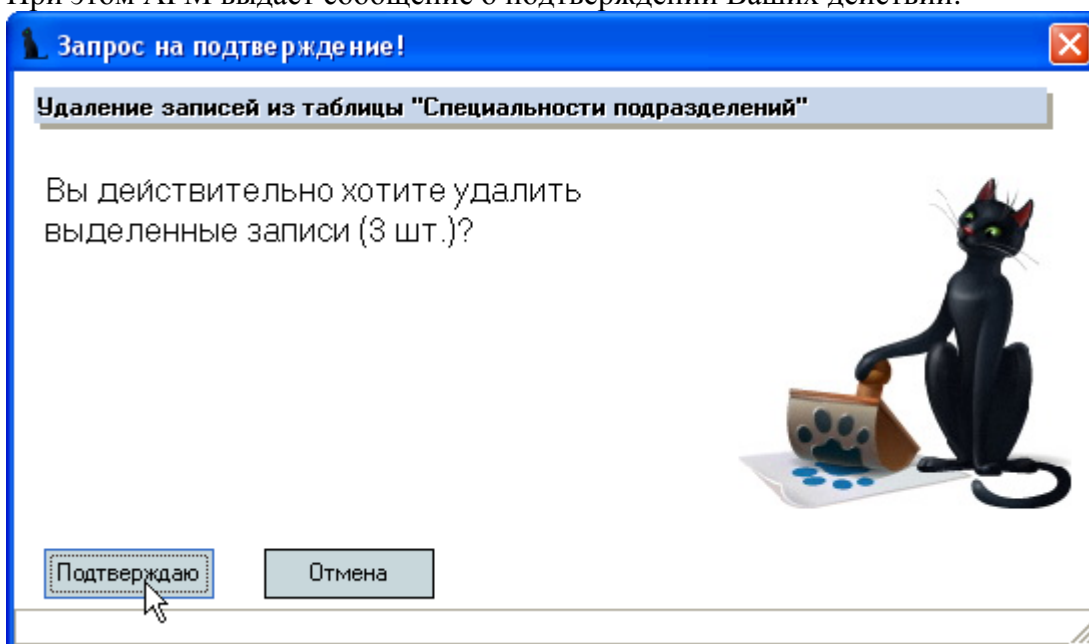 При этом АРМ выдает сообщение о подтверждении Ваших действий:
Запрос на подтверждение!
Удаление записей из таблицы "Специальности подразделений"
Вы действительно хотите удалить
выделенные записи (3 шт.)?
Подтверждаю
Отмена